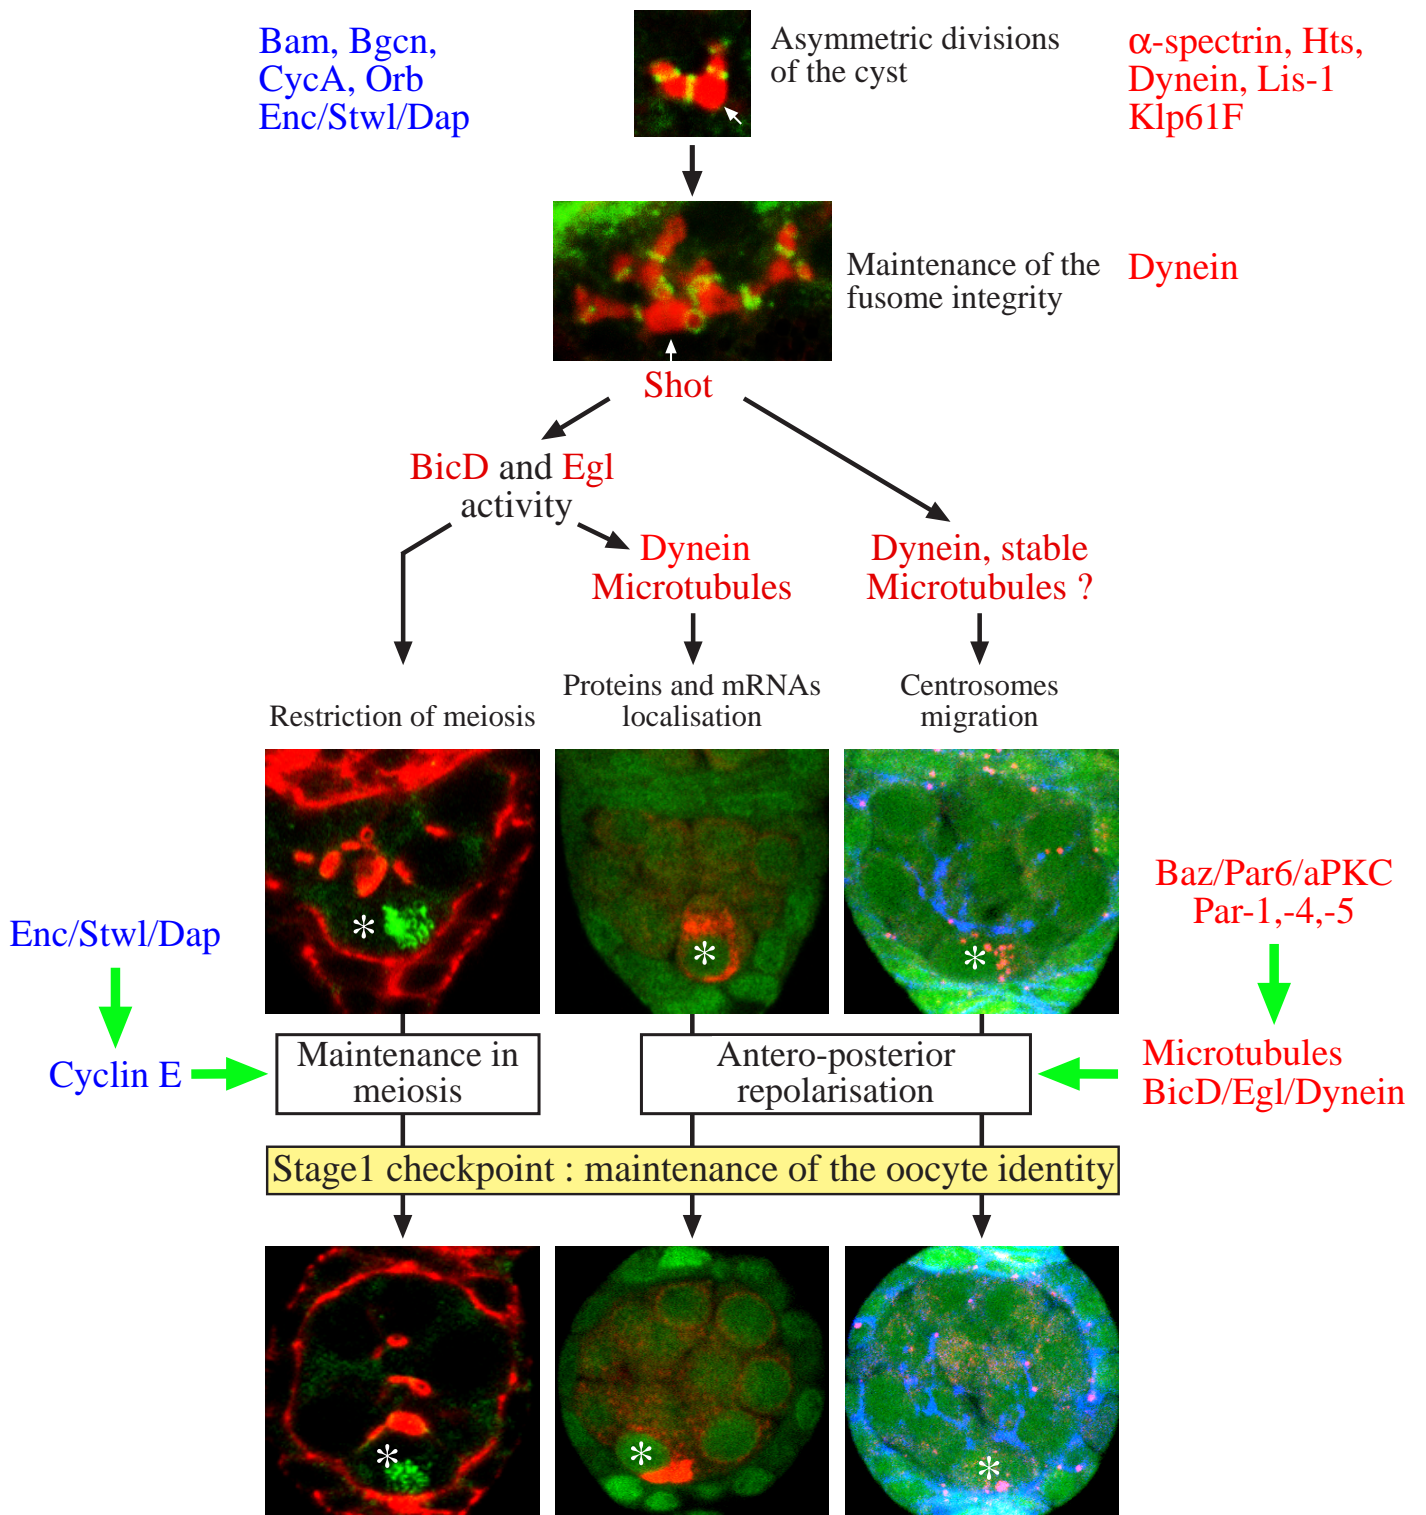 Bam, Bgcn,
CycA, Orb
Enc/Stwl/Dap
Asymmetric divisions
of the cyst
α-spectrin, Hts,
Dynein, Lis-1
Klp61F
Maintenance of the
fusome integrity
Dynein
Shot
BicD and Egl
activity
Dynein
Microtubules
Dynein, stable
Microtubules ?
Restriction of meiosis
Proteins and mRNAs
localisation
Centrosomes
migration
*
*
*
Enc/Stwl/Dap
Cyclin E
Baz/Par6/aPKC
Par-1,-4,-5
Maintenance in
meiosis
Antero-posterior
repolarisation
Microtubules
BicD/Egl/Dynein
Stage1 checkpoint : maintenance of the oocyte identity
*
*
*